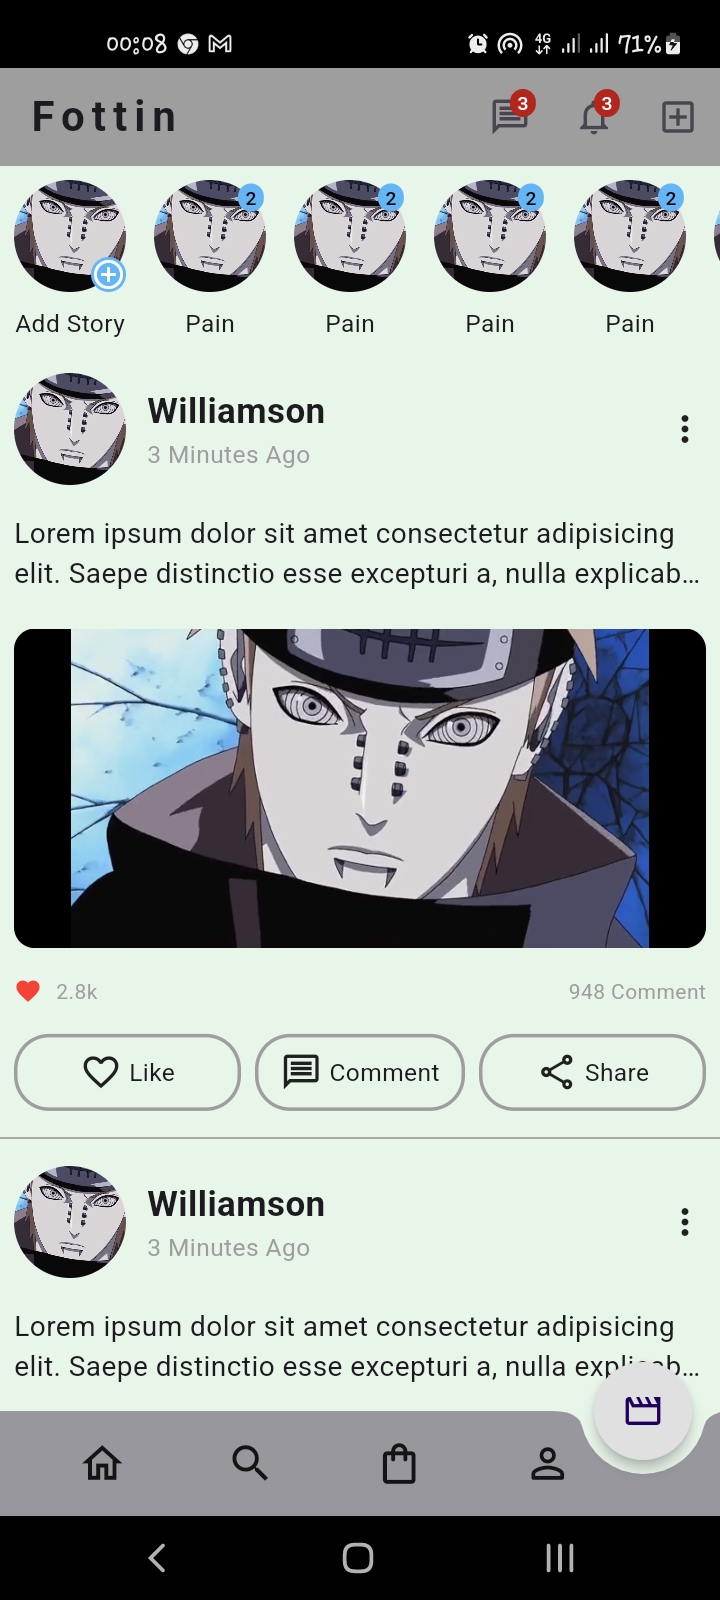 00:08 4G 71%
Fottin 3 3
2 2 2 2
Add Story Pain Pain Pain Pain
Williamson
3 Minutes Ago
Lorem ipsum dolor sit amet consectetur adipisicing
elit. Saepe distinctio esse excepturi a, nulla explicab...
2.8k 948 Comment
Like Comment Share
Williamson
3 Minutes Ago
Lorem ipsum dolor sit amet consectetur adipisicing
elit. Saepe distinctio esse excepturi a, nulla explicab...